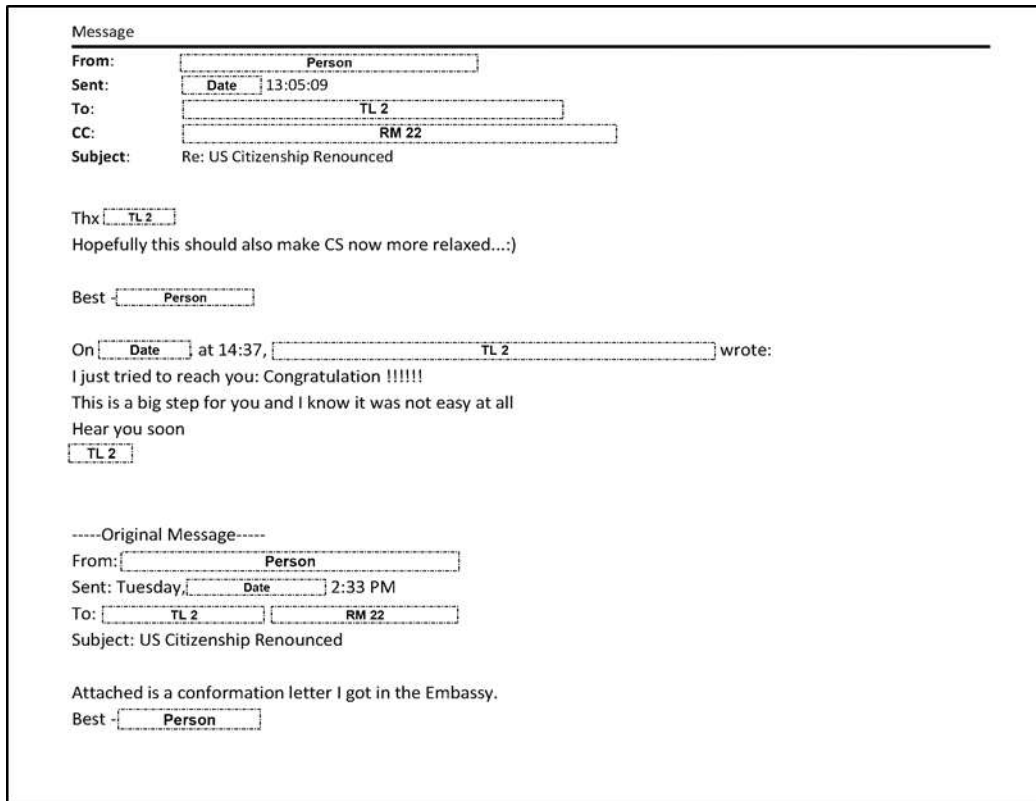 Message
From: Person
Sent: Date 13:05:09
To: TL 2
CC: RM 22
Subject: Re: US Citizenship Renounced
Thx TL 2
Hopefully this should also make CS now more relaxed...:)
Best - Person
On Date at 14:37, TL 2 wrote:
I just tried to reach you: Congratulation !!!!!!
This is a big step for you and I know it was not easy at all
Hear you soon
TL 2
-----Original Message-----
From: Person
Sent: Tuesday, Date 2:33 PM
To: TL 2 RM 22
Subject: US Citizenship Renounced
Attached is a conformation letter I got in the Embassy.
Best - Person